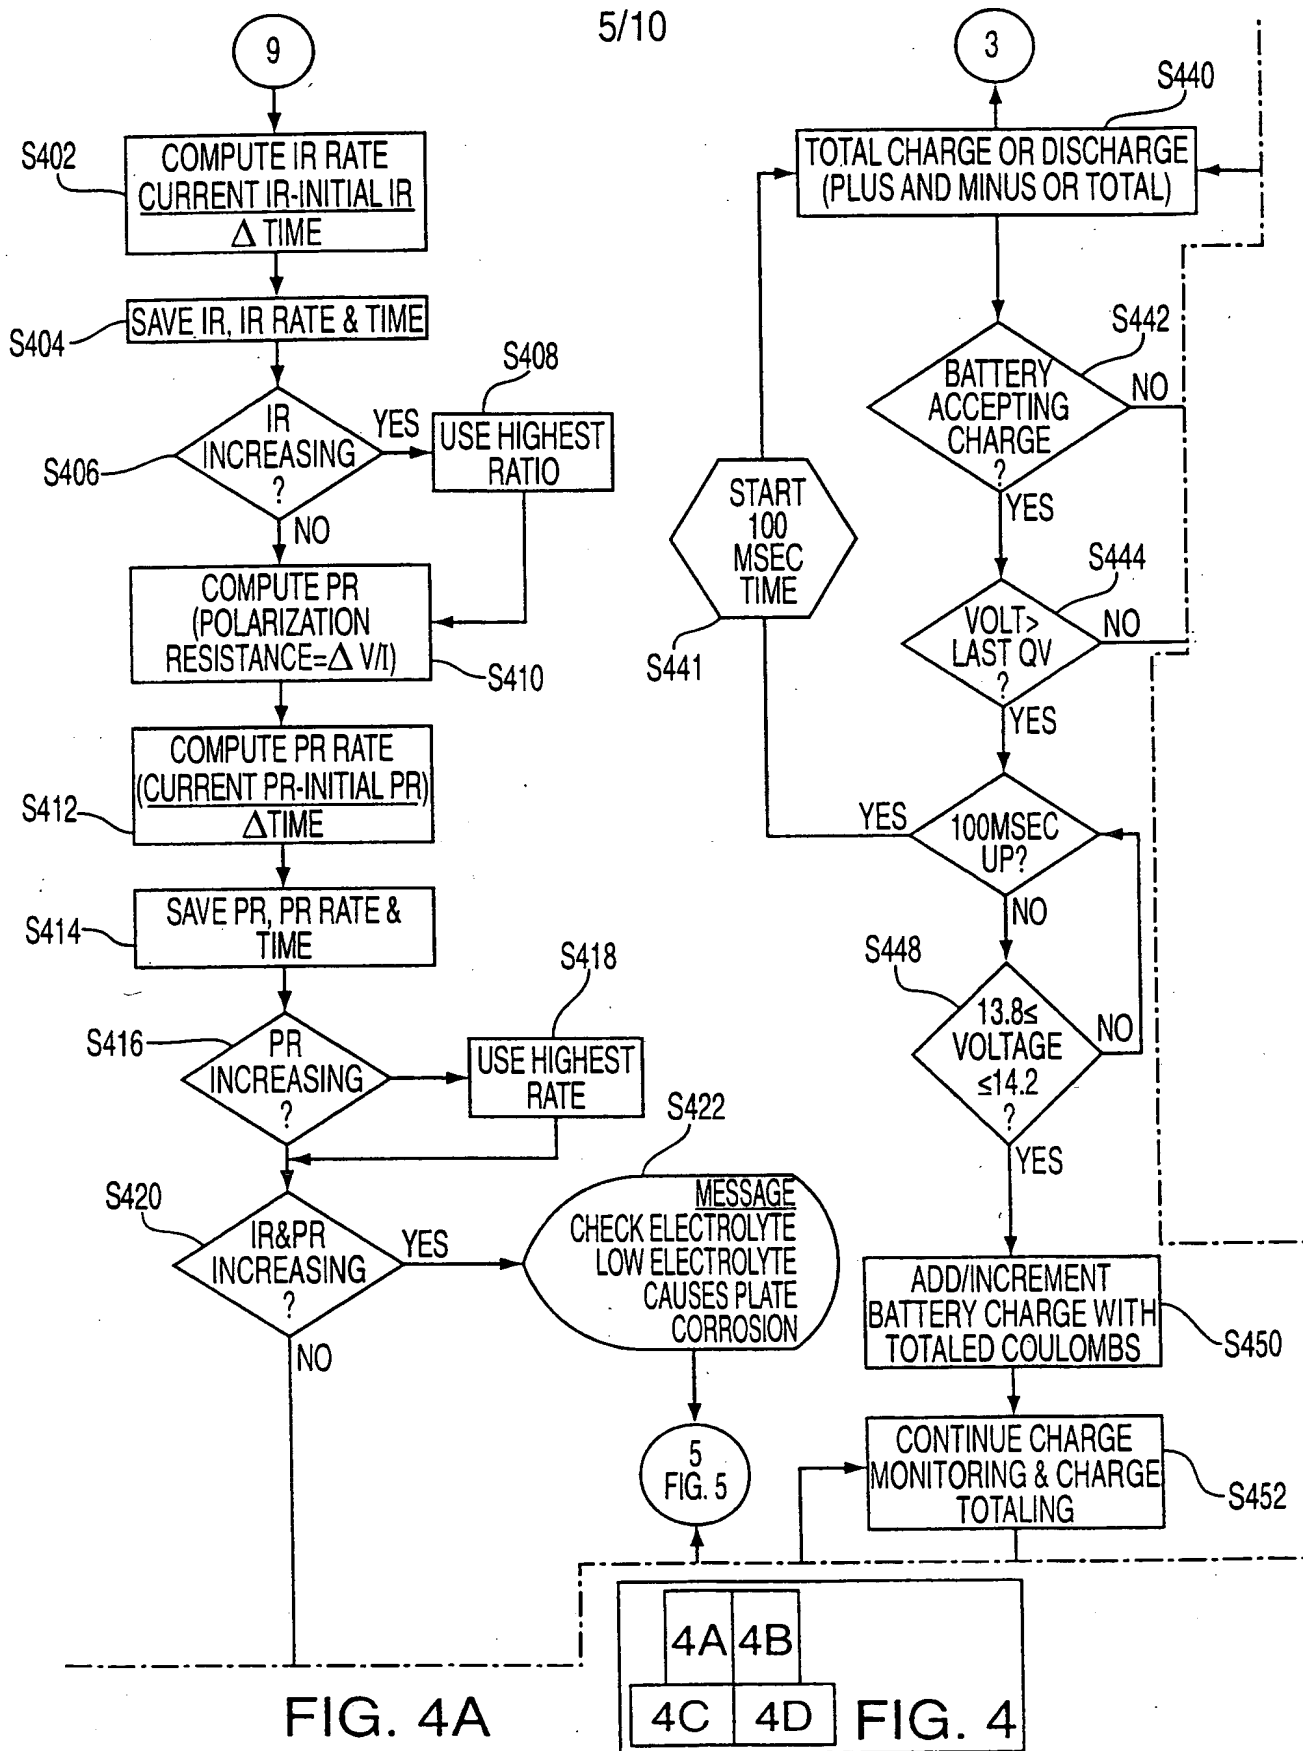 5/10
9
S402
COMPUTE IR RATE
CURRENT IR-INITIAL IR
Δ TIME
S404
SAVE IR, IR RATE & TIME
S406
IR
INCREASING
?
YES
NO
S408
USE HIGHEST
RATIO
COMPUTE PR
(POLARIZATION
RESISTANCE=Δ V/I)
S410
S412
COMPUTE PR RATE
(CURRENT PR-INITIAL PR)
Δ TIME
S414
SAVE PR, PR RATE &
TIME
S416
PR
INCREASING
?
S418
USE HIGHEST
RATE
S420
IR&PR
INCREASING
?
YES
NO
S422
MESSAGE
CHECK ELECTROLYTE
LOW ELECTROLYTE
CAUSES PLATE
CORROSION
5
FIG. 5
3
S440
TOTAL CHARGE OR DISCHARGE
(PLUS AND MINUS OR TOTAL)
S442
BATTERY
ACCEPTING
CHARGE
?
NO
YES
START
100
MSEC
TIME
S441
S444
VOLT>
LAST QV
?
NO
YES
100MSEC
UP?
YES
NO
S448
13.8≤
VOLTAGE
≤14.2
?
NO
YES
ADD/INCREMENT
BATTERY CHARGE WITH
TOTALED COULOMBS
S450
CONTINUE CHARGE
MONITORING & CHARGE
TOTALING
S452
4A 4B
4C 4D
FIG. 4
FIG. 4A